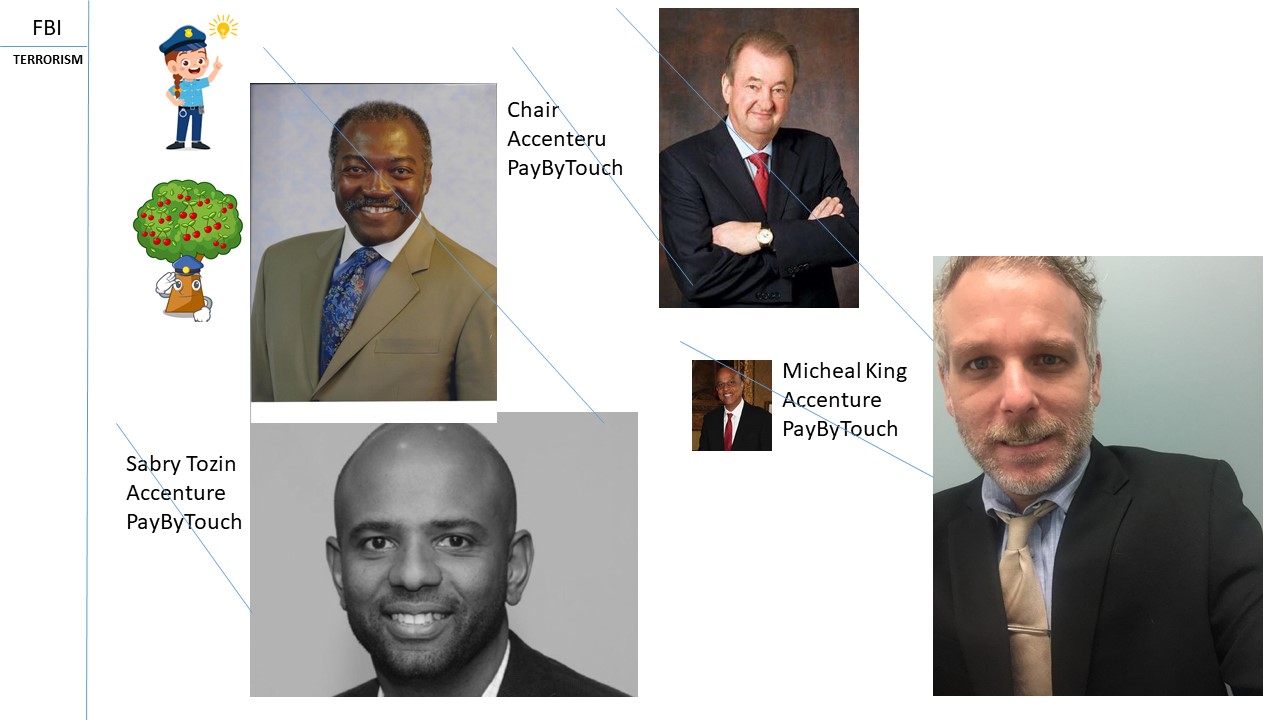 FBI
TERRORISM
Chair
Accenteru
PayByTouch
Micheal King
Accenture
PayByTouch
Sabry Tozin
Accenture
PayByTouch